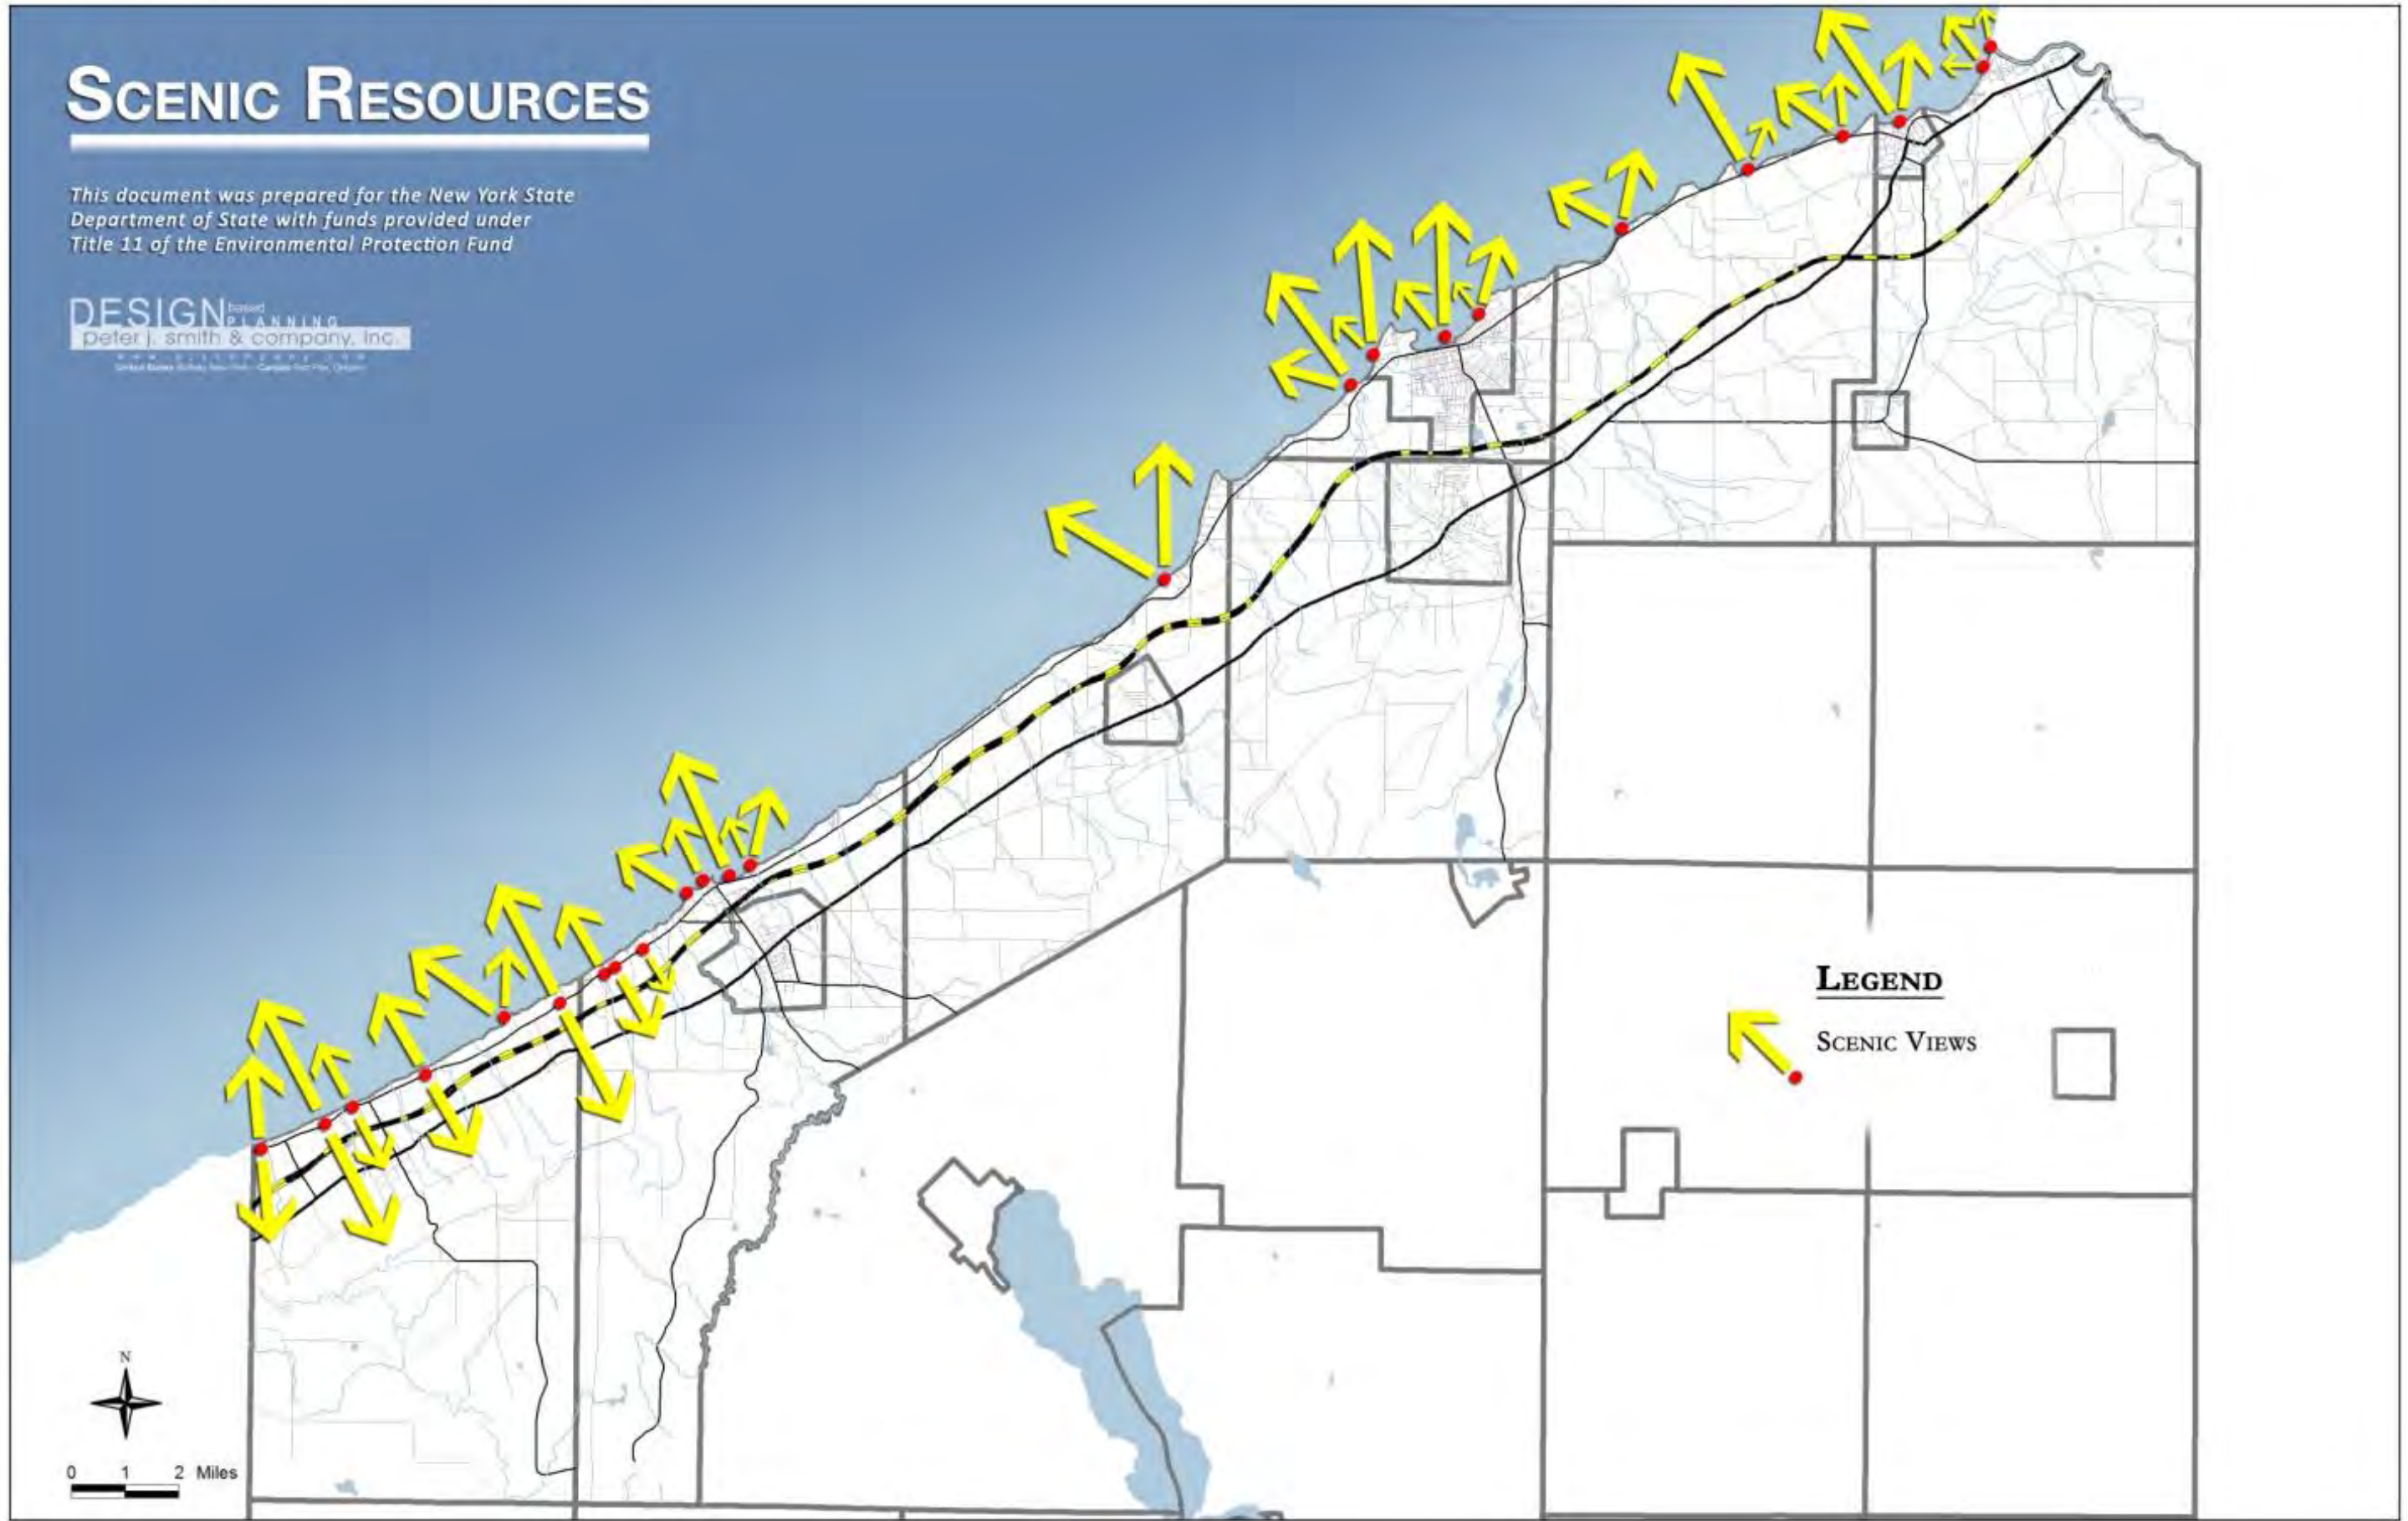 SCENIC RESOURCES
This document was prepared for the New York State
Department of State with funds provided under
Title 11 of the Environmental Protection Fund
DESIGN based
PLANNING
peter j. smith & company, inc.
LEGEND
SCENIC VIEWS
N
0 1 2 Miles